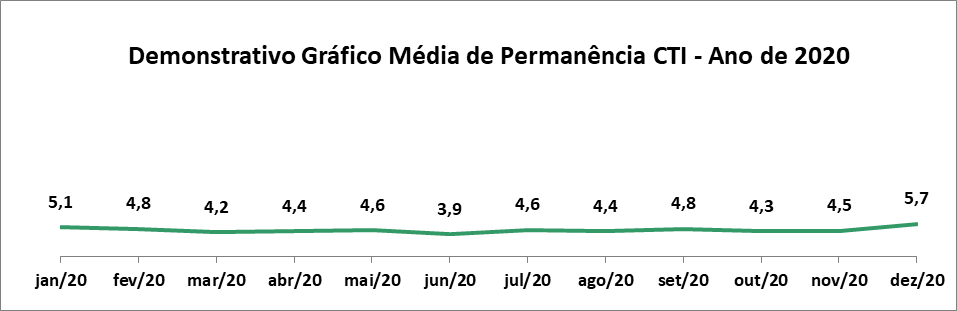 Demonstrativo Gráfico Média de Permanência CTI - Ano de 2020
5,1 4,8 4,2 4,4 4,6 3,9 4,6 4,4 4,8 4,3 4,5 5,7
jan/20 fev/20 mar/20 abr/20 mai/20 jun/20 jul/20 ago/20 set/20 out/20 nov/20 dez/20